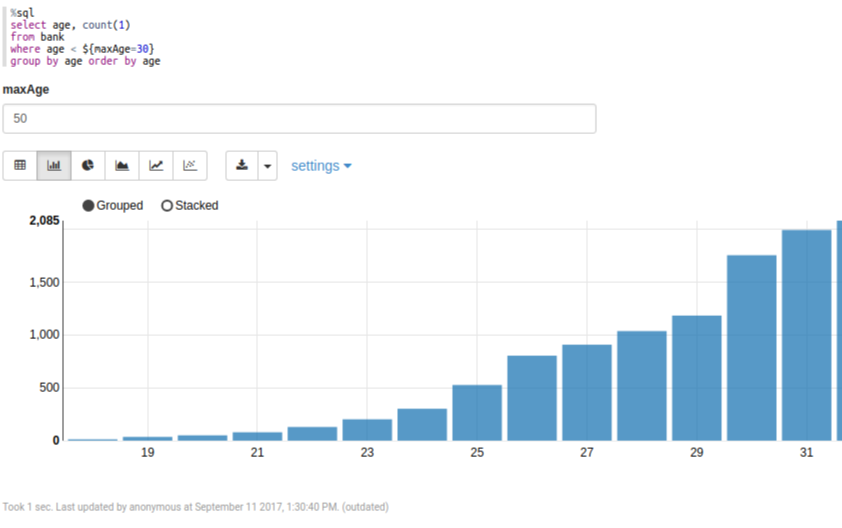 %sql
select age, count(1)
from bank
where age < ${maxAge=30}
group by age order by age
maxAge
50
settings
Grouped Stacked
2,085
1,500
1,000
500
0
19 21 23 25 27 29 31
Took 1 sec. Last updated by anonymous at September 11 2017, 1:30:40 PM. (outdated)